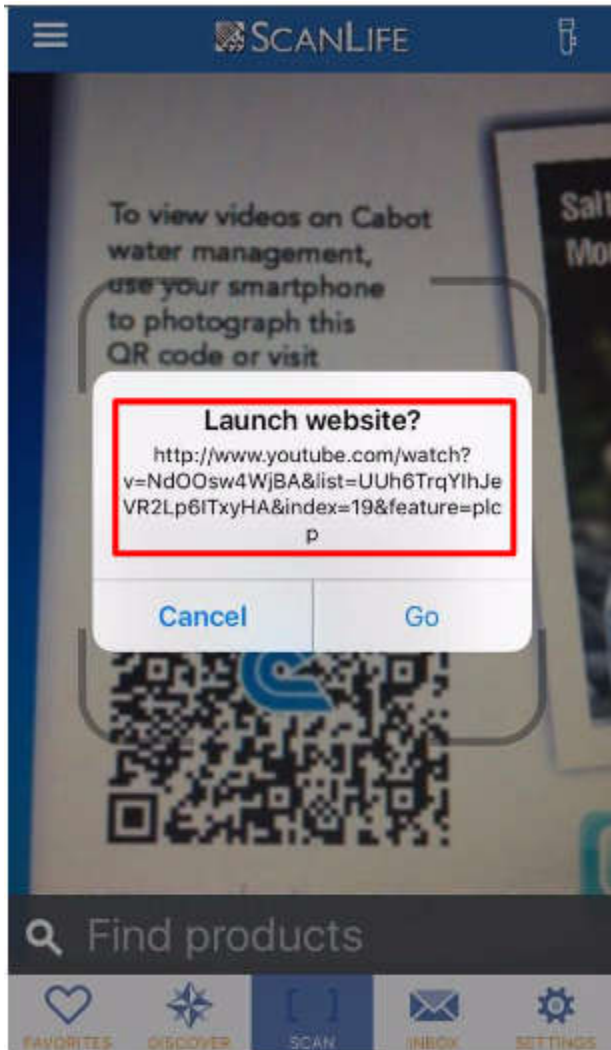 SCANLIFE
To view videos on Cabot
water management,
use your smartphone
to photograph this
QR code or visit
Launch website?
http://www.youtube.com/watch?
v=NdOOsw4WjBA&list=UUh6TrqYIhJe
VR2Lp6ITxyHA&index=19&feature=plc
p
Cancel
Go
Find products
FAVORITES
DISCOVER
SCAN
INBOX
SETTINGS